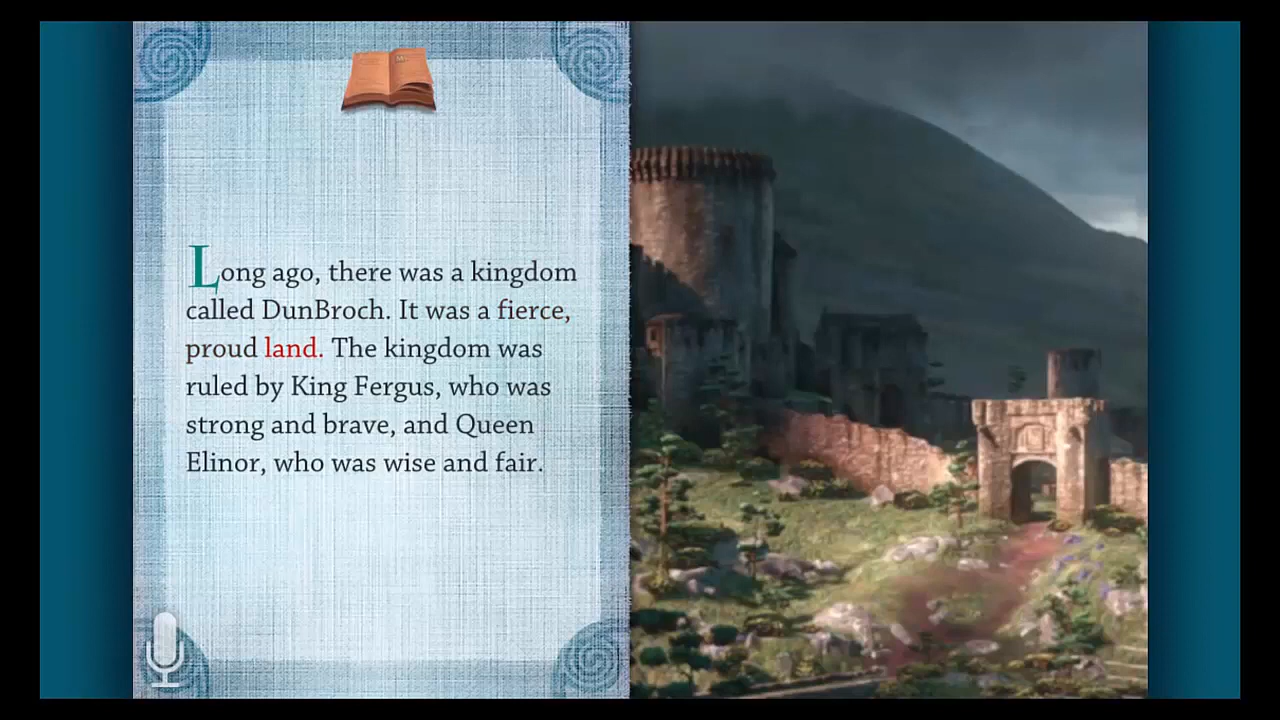 Long ago, there was a kingdom
called DunBroch. It was a fierce,
proud land. The kingdom was
ruled by King Fergus, who was
strong and brave, and Queen
Elinor, who was wise and fair.